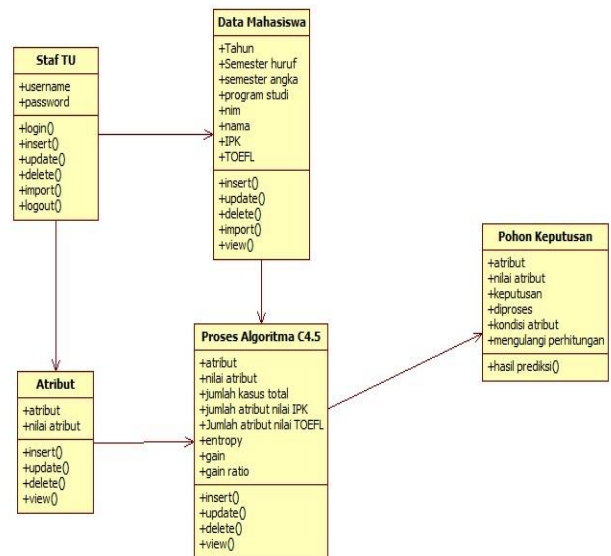 Staf TU
+username
+password
+login()
+insert()
+update()
+delete()
+import()
+logout()
Data Mahasiswa
+Tahun
+Semester huruf
+semester angka
+program studi
+nim
+nama
+IPK
+TOEFL
+insert()
+update()
+delete()
+import()
+view()
Atribut
+atribut
+nilai atribut
+insert()
+update()
+delete()
+view()
Proses Algoritma C4.5
+atribut
+nilai atribut
+jumlah kasus total
+jumlah atribut nilai IPK
+Jumlah atribut nilai TOEFL
+entropy
+gain
+gain ratio
+insert()
+update()
+delete()
+view()
Pohon Keputusan
+atribut
+nilai atribut
+keputusan
+diproses
+kondisi atribut
+mengulangi perhitungan
+hasil prediksi()